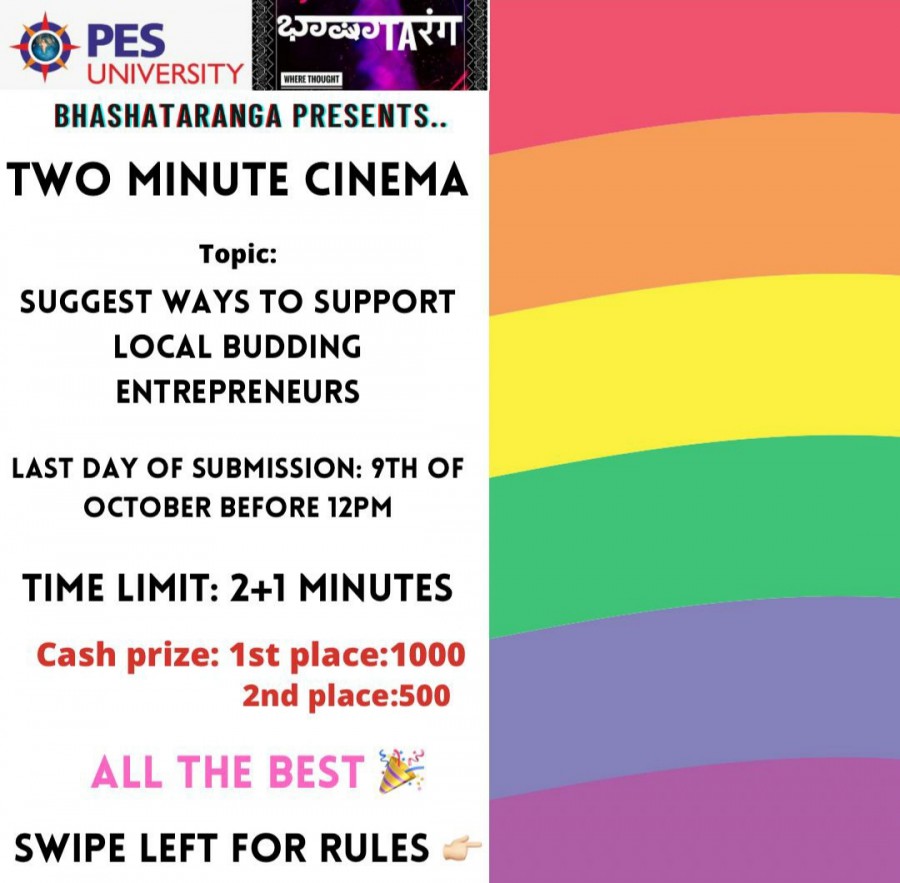 PES
UNIVERSITY
ಭಾಷಾTAरंग
WHERE THOUGHT
BHASHATARANGA PRESENTS..
TWO MINUTE CINEMA
Topic:
SUGGEST WAYS TO SUPPORT
LOCAL BUDDING
ENTREPRENEURS
LAST DAY OF SUBMISSION: 9TH OF
OCTOBER BEFORE 12PM
TIME LIMIT: 2+1 MINUTES
Cash prize: 1st place:1000
2nd place:500
ALL THE BEST 🎉
SWIPE LEFT FOR RULES 👉🏻